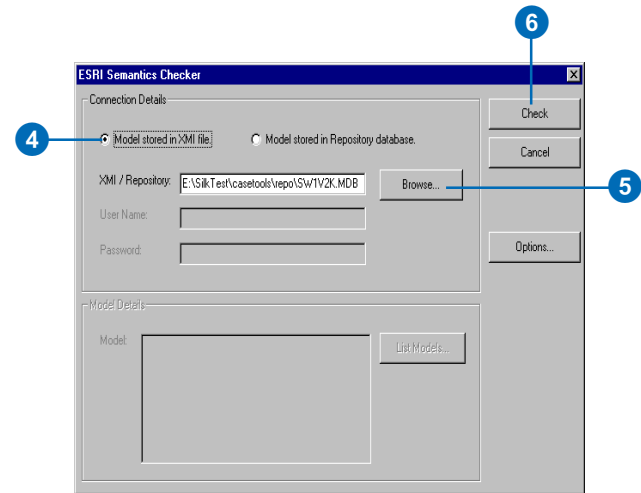 6
ESRI Semantics Checker
Connection Details
Check
4
Model stored in XMI file.
Model stored in Repository database.
Cancel
XMI / Repository:
E:\SilkTest\casetools\repo\SW1V2K.MDB
Browse...
5
User Name:
Password:
Options...
Model Details
Model:
List Models...